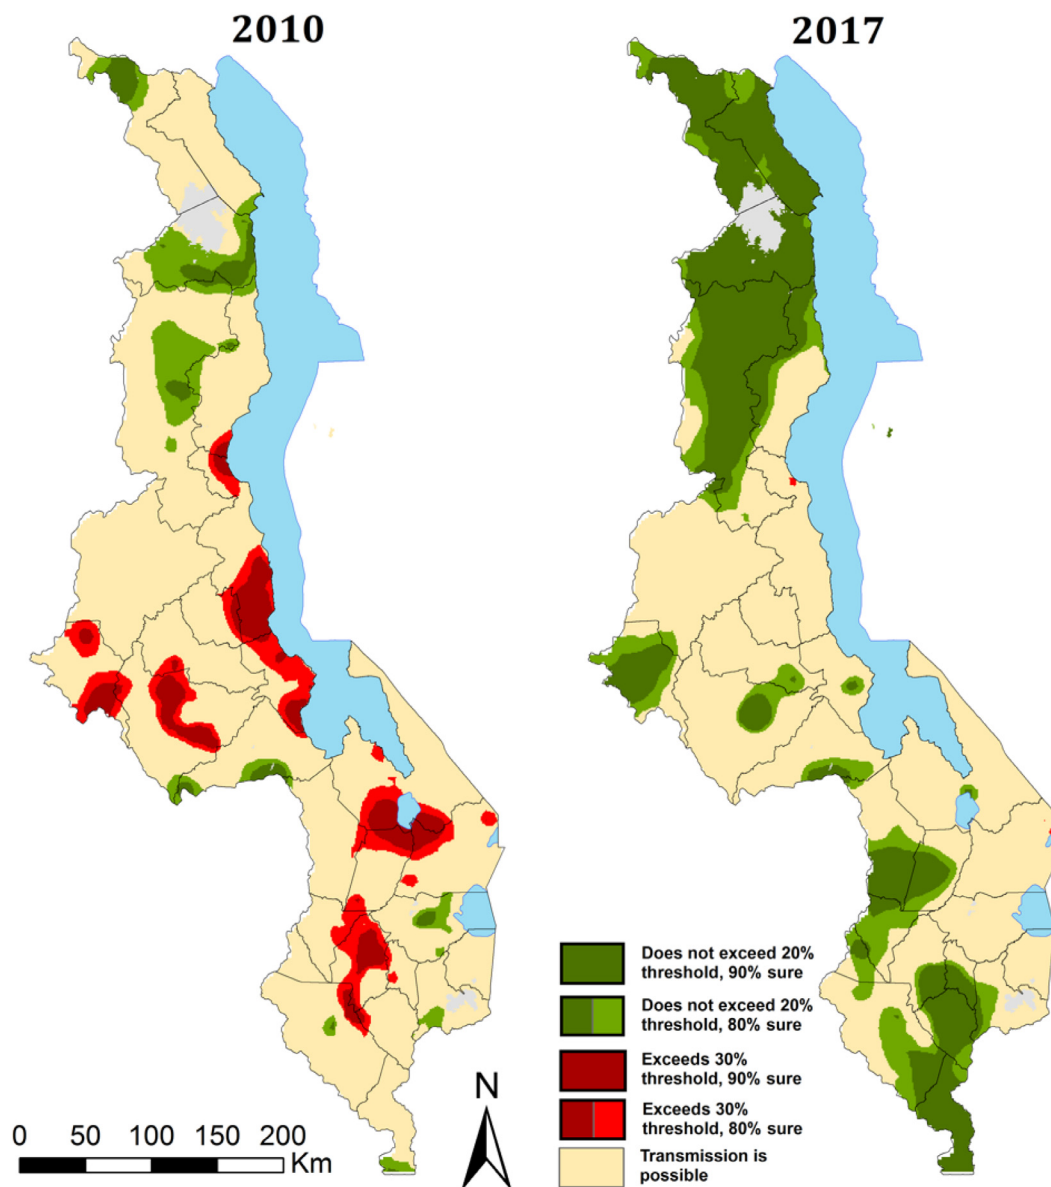 2010
2017
Does not exceed 20%
threshold, 90% sure
Does not exceed 20%
threshold, 80% sure
Exceeds 30%
threshold, 90% sure
Exceeds 30%
threshold, 80% sure
Transmission is
possible
N
0 50 100 150 200
Km